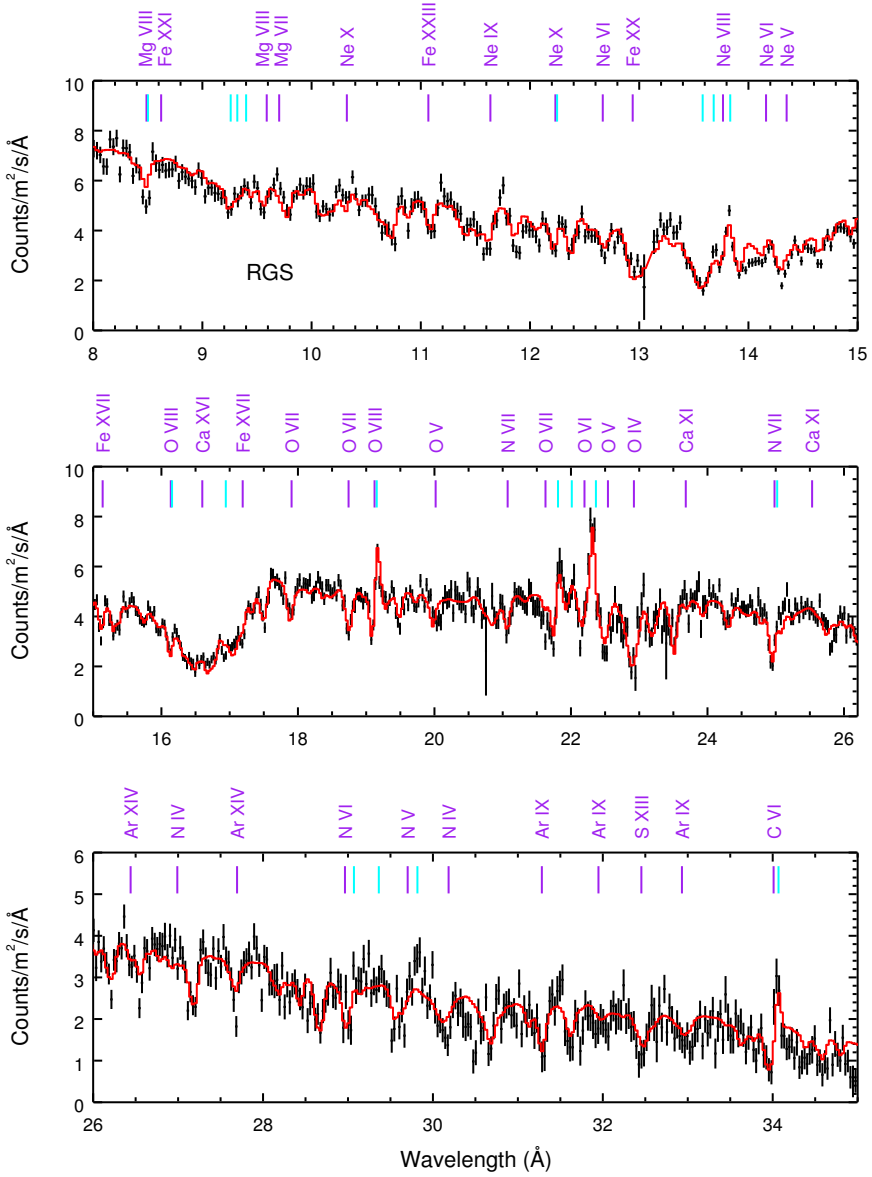 Mg VIII Fe XXI Mg VIII Mg VII Ne X Fe XXIII Ne IX Ne X Ne VI Fe XX Ne VIII Ne VI Ne V
10
8
6
4
2
0
Counts/m²/s/Å
RGS
8 9 10 11 12 13 14 15
Fe XVII O VIII Ca XVI Fe XVII O VII O VII O VIII O V N VII O VII O VI O V O IV Ca XI N VII Ca XI
10
8
6
4
2
0
Counts/m²/s/Å
16 18 20 22 24 26
Ar XIV N IV Ar XIV N VI N V N IV Ar IX Ar IX S XIII Ar IX C VI
6
5
4
3
2
1
0
Counts/m²/s/Å
26 28 30 32 34
Wavelength (Å)